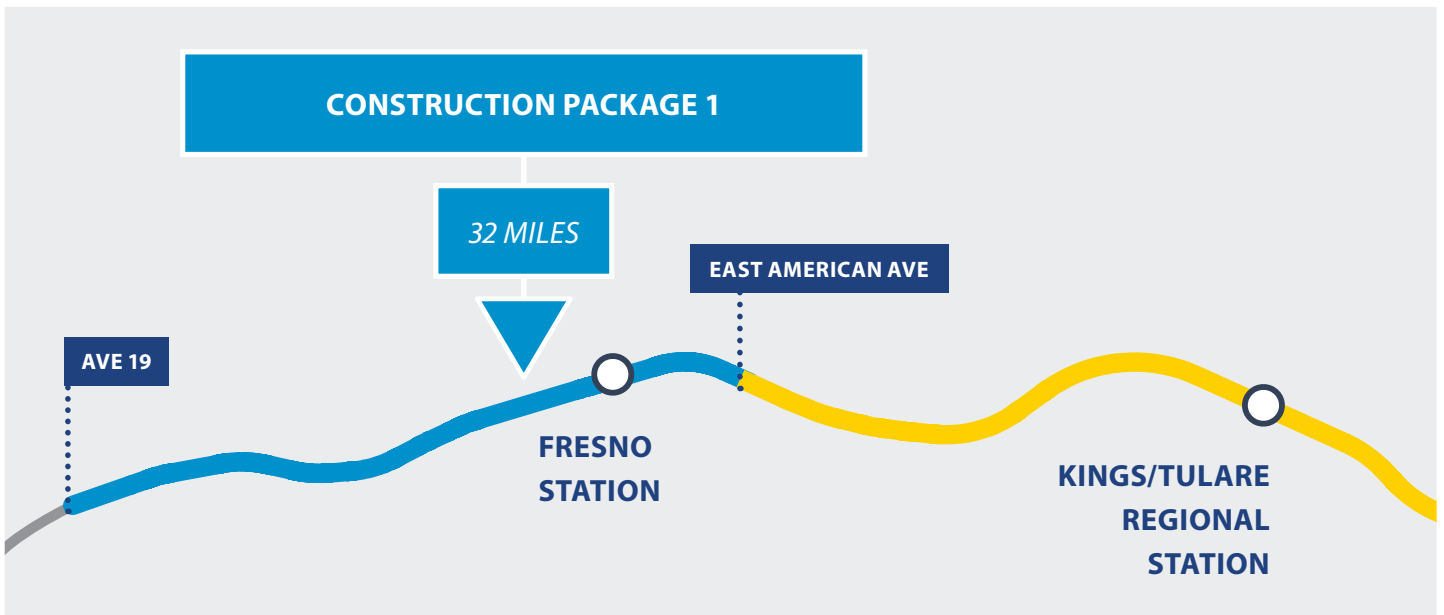 CONSTRUCTION PACKAGE 1
32 MILES
EAST AMERICAN AVE
AVE 19
FRESNO
STATION
KINGS/TULARE
REGIONAL
STATION